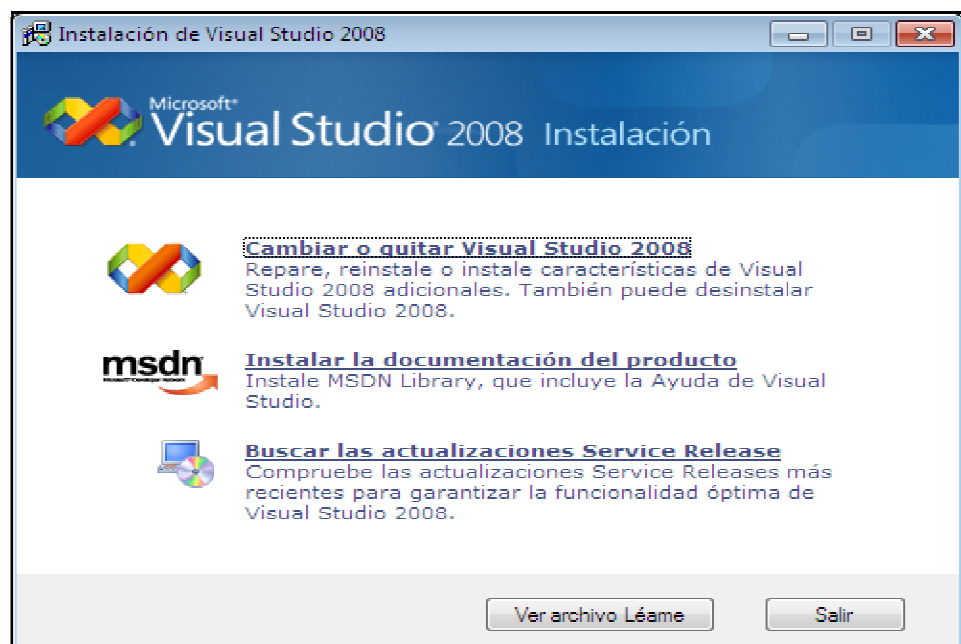 Instalación de Visual Studio 2008
Microsoft®
Visual Studio® 2008 Instalación
Cambiar o quitar Visual Studio 2008
Repare, reinstale o instale características de Visual
Studio 2008 adicionales. También puede desinstalar
Visual Studio 2008.
msdn
Instalar la documentación del producto
Instale MSDN Library, que incluye la Ayuda de Visual
Studio.
Buscar las actualizaciones Service Release
Compruebe las actualizaciones Service Releases más
recientes para garantizar la funcionalidad óptima de
Visual Studio 2008.
Ver archivo Léame
Salir